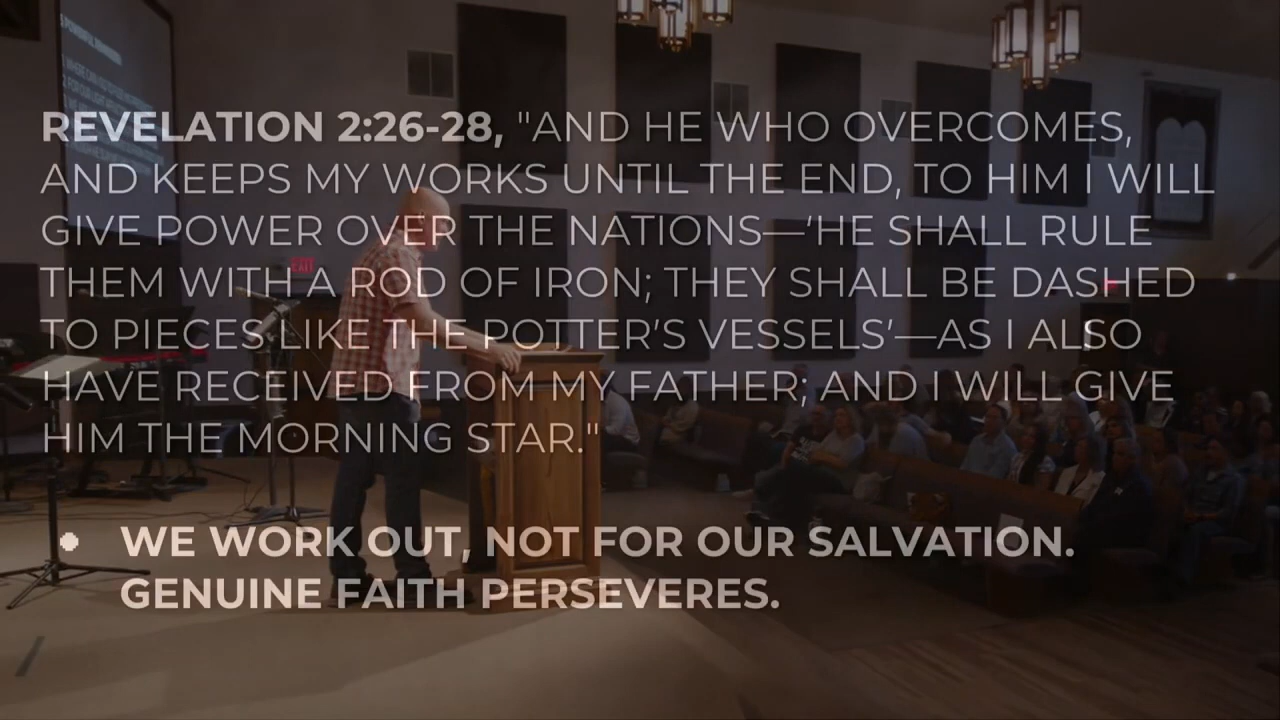 REVELATION 2:26-28, "AND HE WHO OVERCOMES,
AND KEEPS MY WORKS UNTIL THE END, TO HIM I WILL
GIVE POWER OVER THE NATIONS—‘HE SHALL RULE
THEM WITH A ROD OF IRON; THEY SHALL BE DASHED
TO PIECES LIKE THE POTTER’S VESSELS’—AS I ALSO
HAVE RECEIVED FROM MY FATHER; AND I WILL GIVE
HIM THE MORNING STAR."
• WE WORK OUT, NOT FOR OUR SALVATION.
GENUINE FAITH PERSEVERES.
EXIT